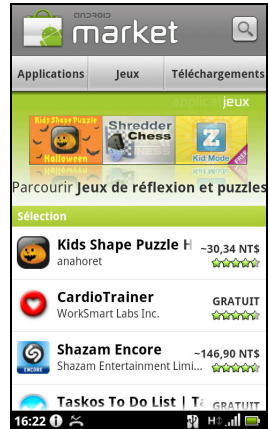 ANDROID
market
Applications
Jeux
Téléchargements
jeux
Kids Shape Puzzle
Halloween
Shredder
Chess
Z
Kid Mode
FREE
Parcourir Jeux de réflexion et puzzles
Sélection
Kids Shape Puzzle H
~30,34 NT$
anahoret
CardioTrainer
GRATUIT
WorkSmart Labs Inc.
Shazam Encore
~146,90 NT$
ENCORE
Shazam Entertainment Limi...
Taskos To Do List | Ta
GRATUIT
16:22
H